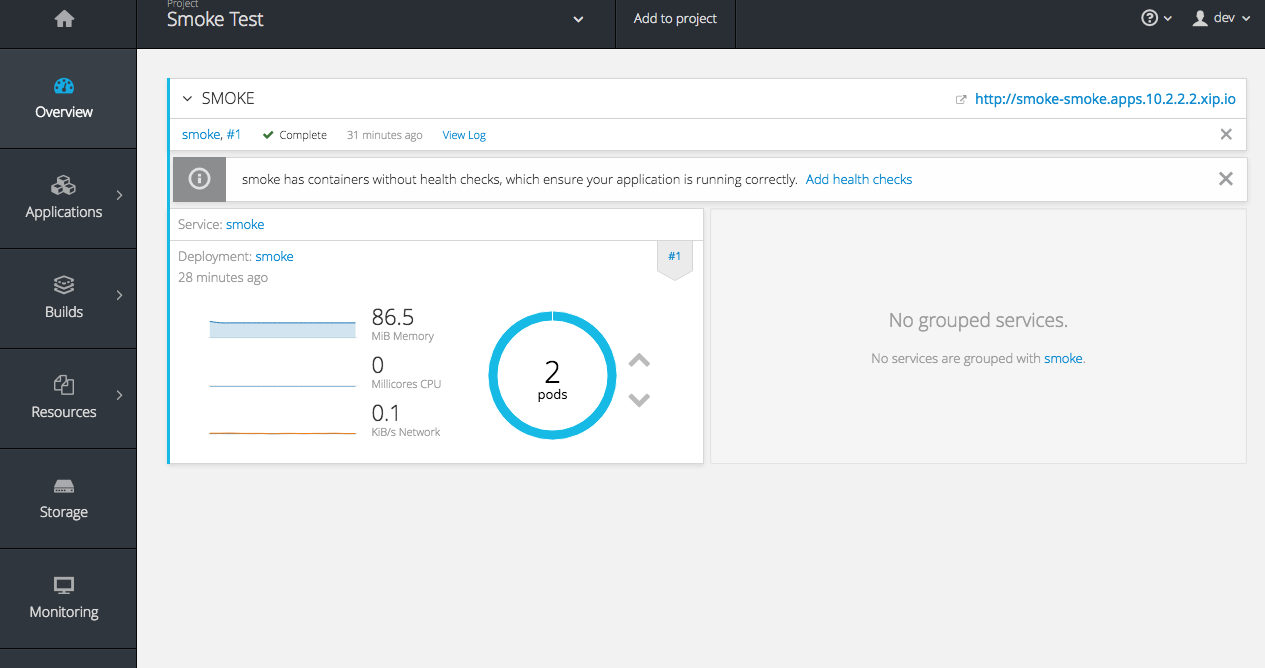 Project
Smoke Test
Add to project
dev
Overview
Applications
Builds
Resources
Storage
Monitoring
SMOKE
http://smoke-smoke.apps.10.2.2.2.xip.io
smoke, #1 Complete 31 minutes ago View Log
smoke has containers without health checks, which ensure your application is running correctly. Add health checks
Service: smoke
Deployment: smoke
#1
28 minutes ago
86.5
MiB Memory
0
Millicores CPU
0.1
KiB/s Network
2
pods
No grouped services.
No services are grouped with smoke.